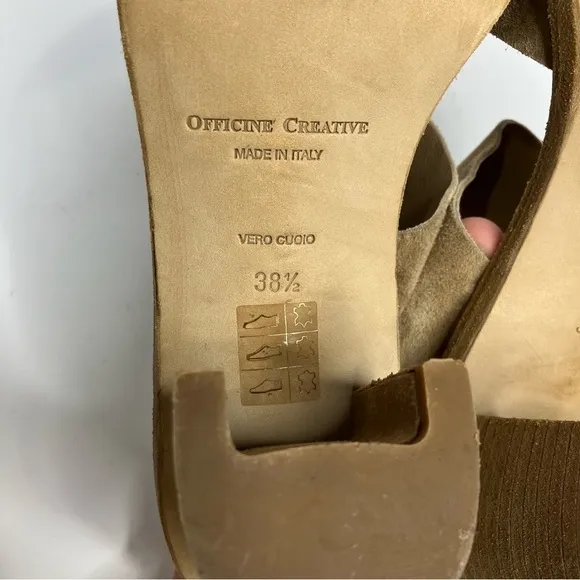 OFFICINE CREATIVE
MADE IN ITALY
VERO CUOIO
38½